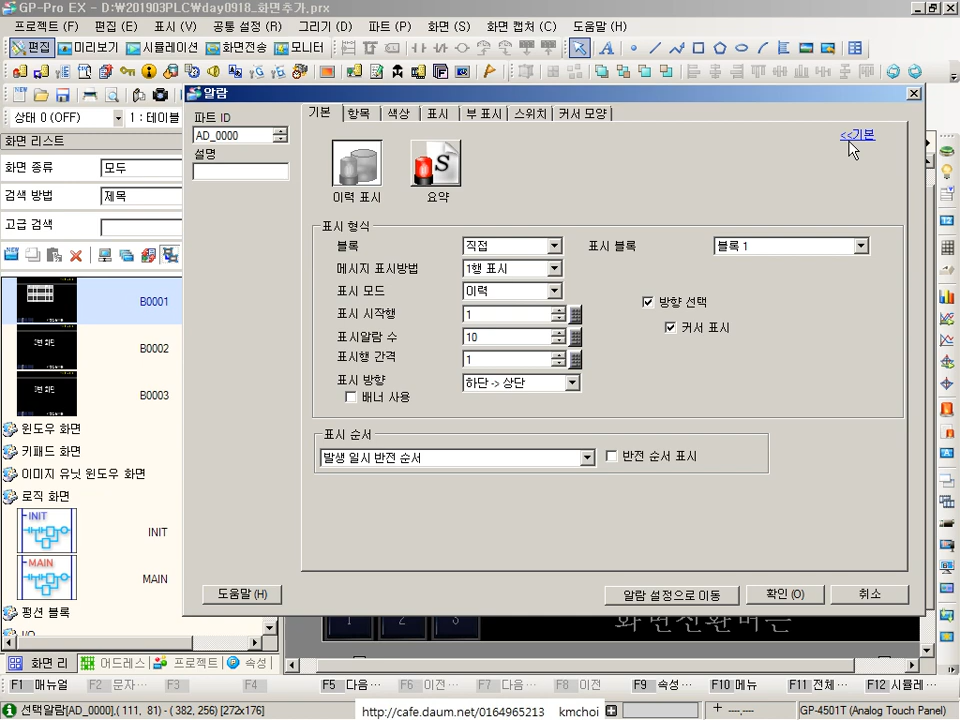 GP-Pro EX - D:\201903PLC\day0918_화면추가.prx
프로젝트 (F) 편집 (E) 표시 (V) 공통 설정 (R) 그리기 (D) 파트 (P) 화면 (S) 화면 캡처 (C) 도움말 (H)
편집 미리보기 시뮬레이션 화면전송 모니터
상태 0 (OFF) 1 : 테이블
화면 리스트
화면 종류 모두
검색 방법 제목
고급 검색
B0001
B0002
B0003
윈도우 화면
키패드 화면
이미지 유닛 윈도우 화면
로직 화면
INIT INIT
MAIN MAIN
펑션 블록
I/O
화면 리 어드레스 프로젝트 속성
알람
파트 ID
AD_0000
설명
기본 항목 색상 표시 부 표시 스위치 커서 모양
<<기본
이력 표시 요약
표시 형식
블록 직접 표시 블록 블록 1
메시지 표시방법 1행 표시
표시 모드 이력
방향 선택
표시 시작행 1
커서 표시
표시알람 수 10
표시행 간격 1
표시 방향 하단 -> 상단
배너 사용
표시 순서
발생 일시 반전 순서 반전 순서 표시
도움말 (H) 알람 설정으로 이동 확인 (O) 취소
1 2 3 화면전환버튼
F1 매뉴얼 F2 문자… F3 F4 F5 다음… F6 이전… F7 다음… F8 이전 F9 속성… F10 메뉴 F11 전체… F12 시뮬레…
선택알람[AD_0000],( 111, 81) - ( 382, 256) [272x176] http://cafe.daum.net/0164965213 kmchoi ----,---- GP-4501T (Analog Touch Panel)